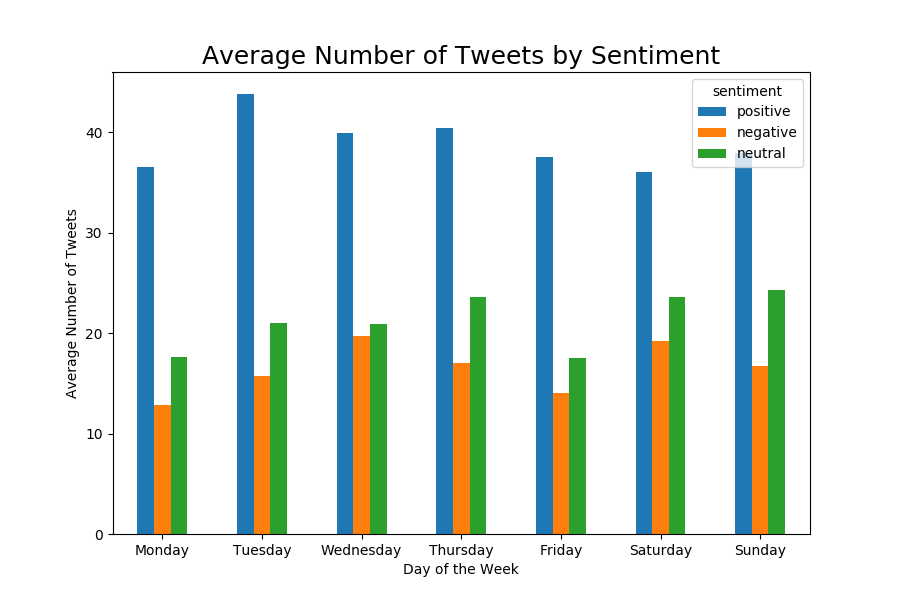 Average Number of Tweets by Sentiment
sentiment
positive
negative
neutral
40
30
20
10
0
Average Number of Tweets
Monday Tuesday Wednesday Thursday Friday Saturday Sunday
Day of the Week